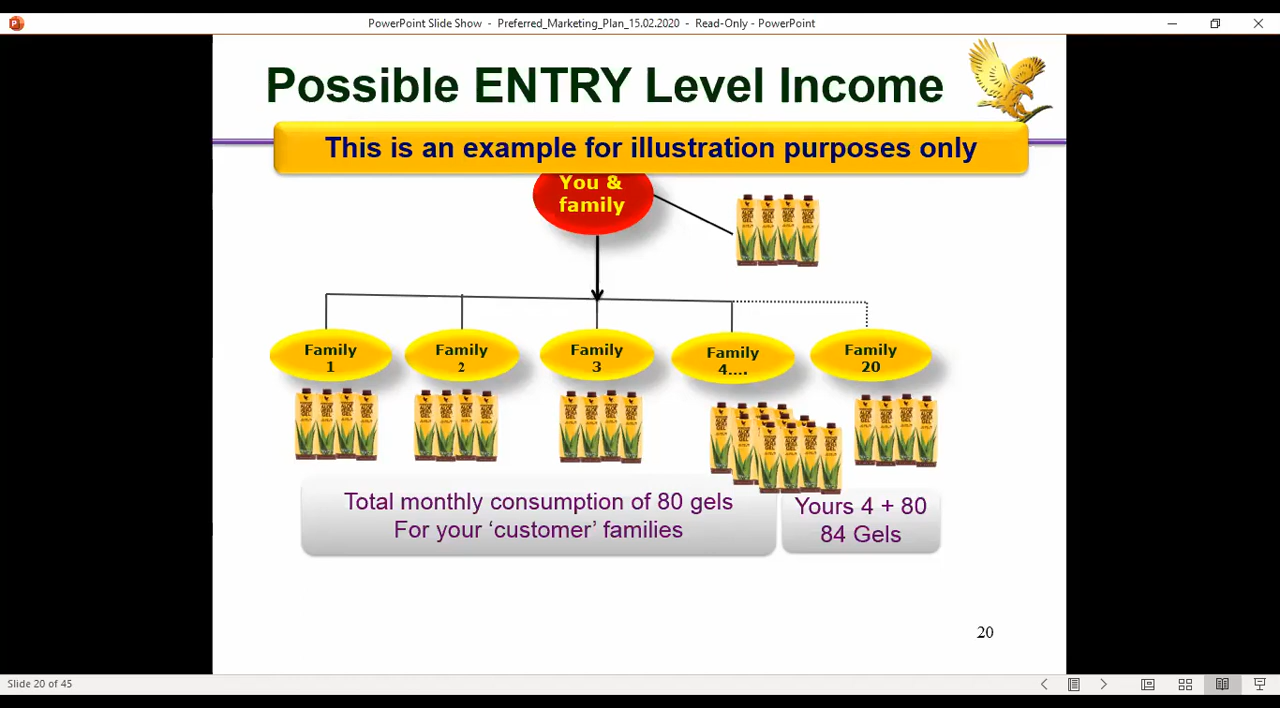 PowerPoint Slide Show - Preferred_Marketing_Plan_15.02.2020 - Read-Only - PowerPoint
Possible ENTRY Level Income
This is an example for illustration purposes only
You &
family
Family
1
Family
2
Family
3
Family
4....
Family
20
Total monthly consumption of 80 gels
For your ‘customer’ families
Yours 4 + 80
84 Gels
20
Slide 20 of 45